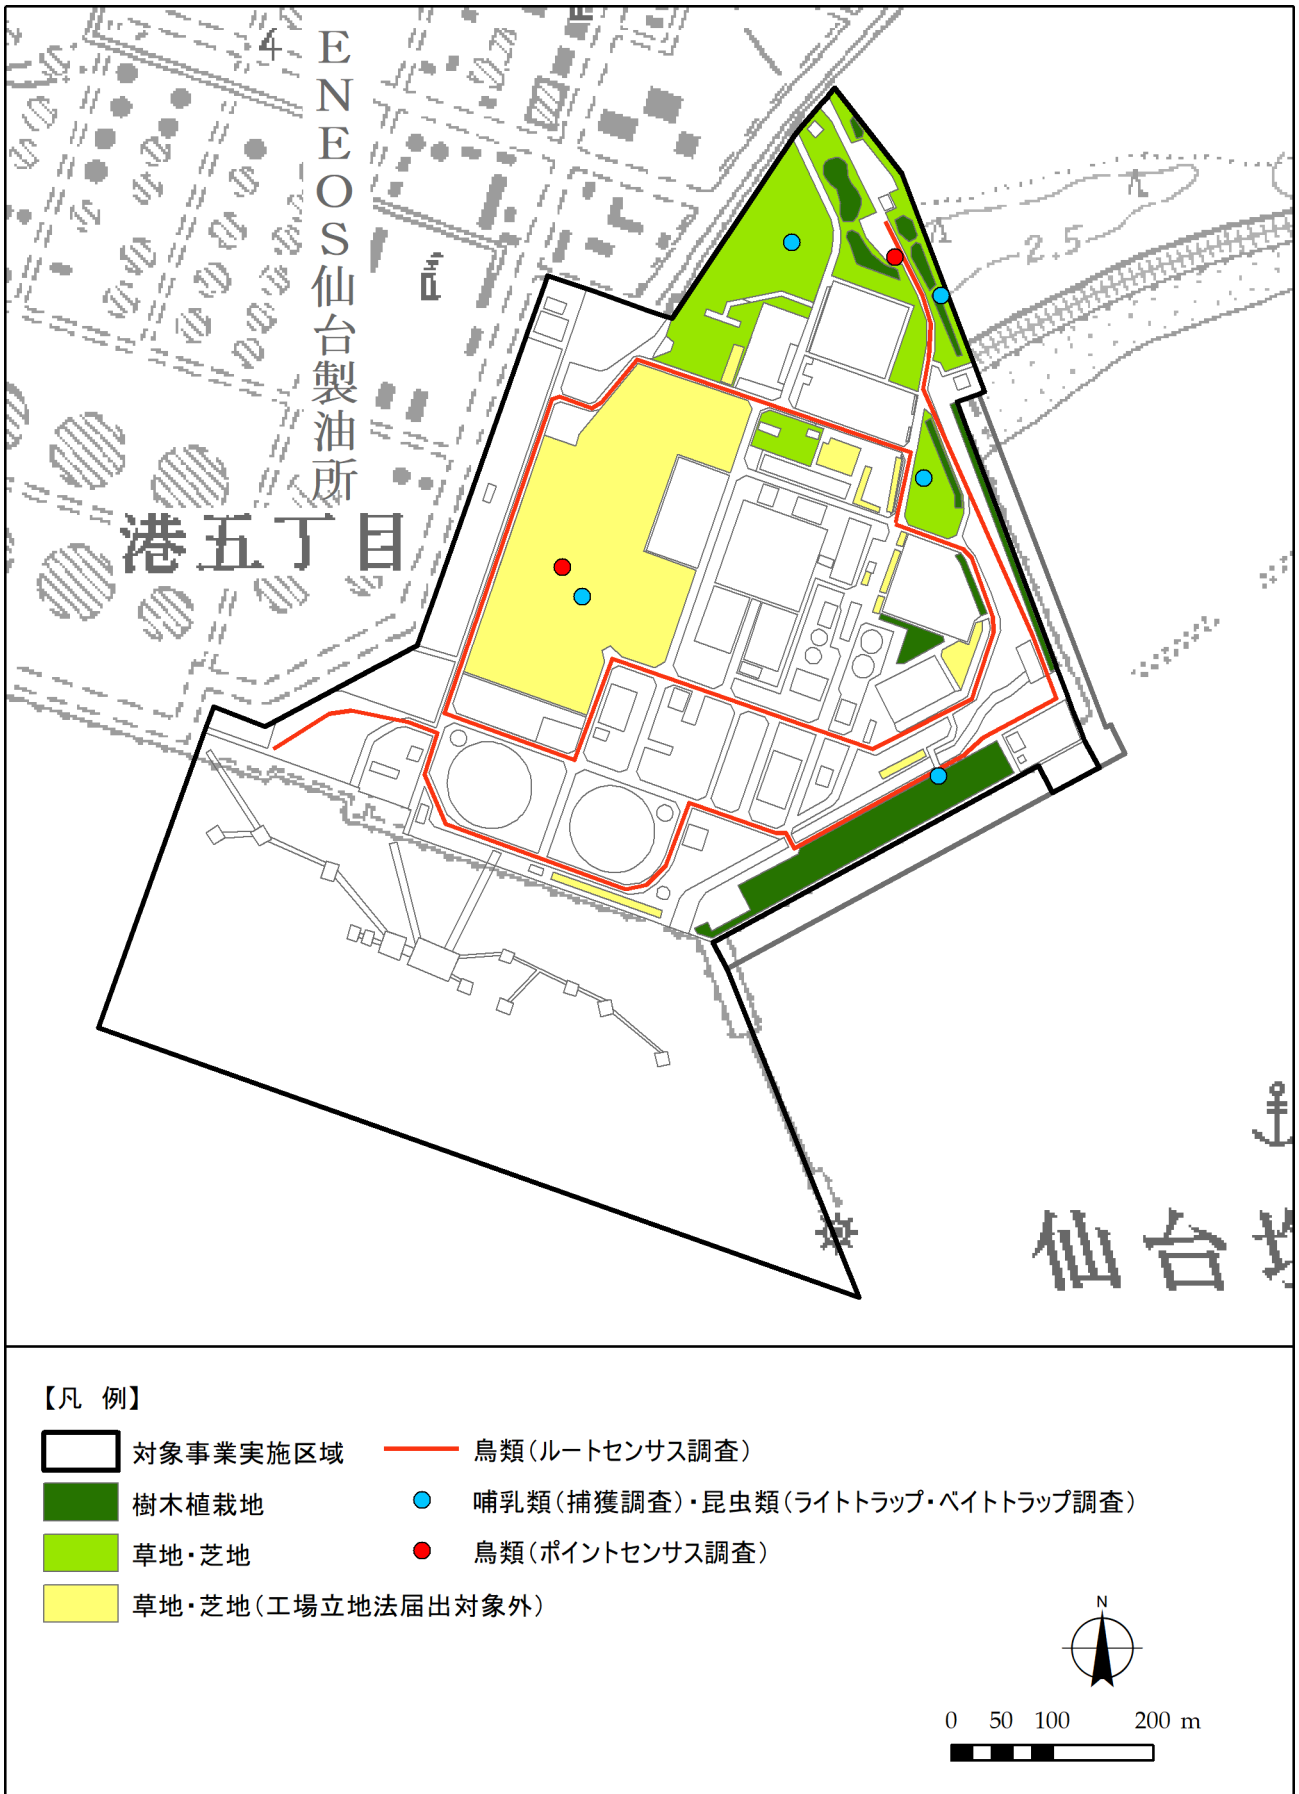 4
ENEOS仙台製油所
港五丁目
2.5
仙台
【凡 例】
対象事業実施区域
樹木植栽地
草地・芝地
草地・芝地(工場立地法届出対象外)
鳥類(ルートセンサス調査)
哺乳類(捕獲調査)・昆虫類(ライトトラップ・ベイトトラップ調査)
鳥類(ポイントセンサス調査)
N
0 50 100 200 m